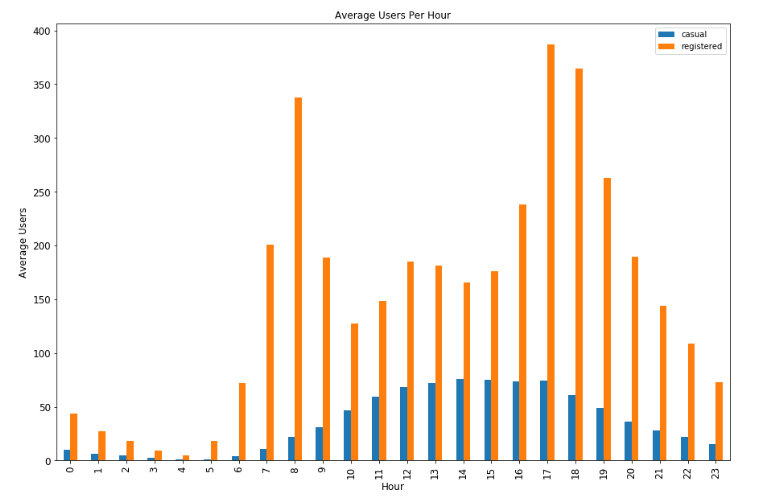 Average Users Per Hour
casual
registered
400
350
300
250
200
150
100
50
0
Average Users
0 1 2 3 4 5 6 7 8 9 10 11 12 13 14 15 16 17 18 19 20 21 22 23
Hour